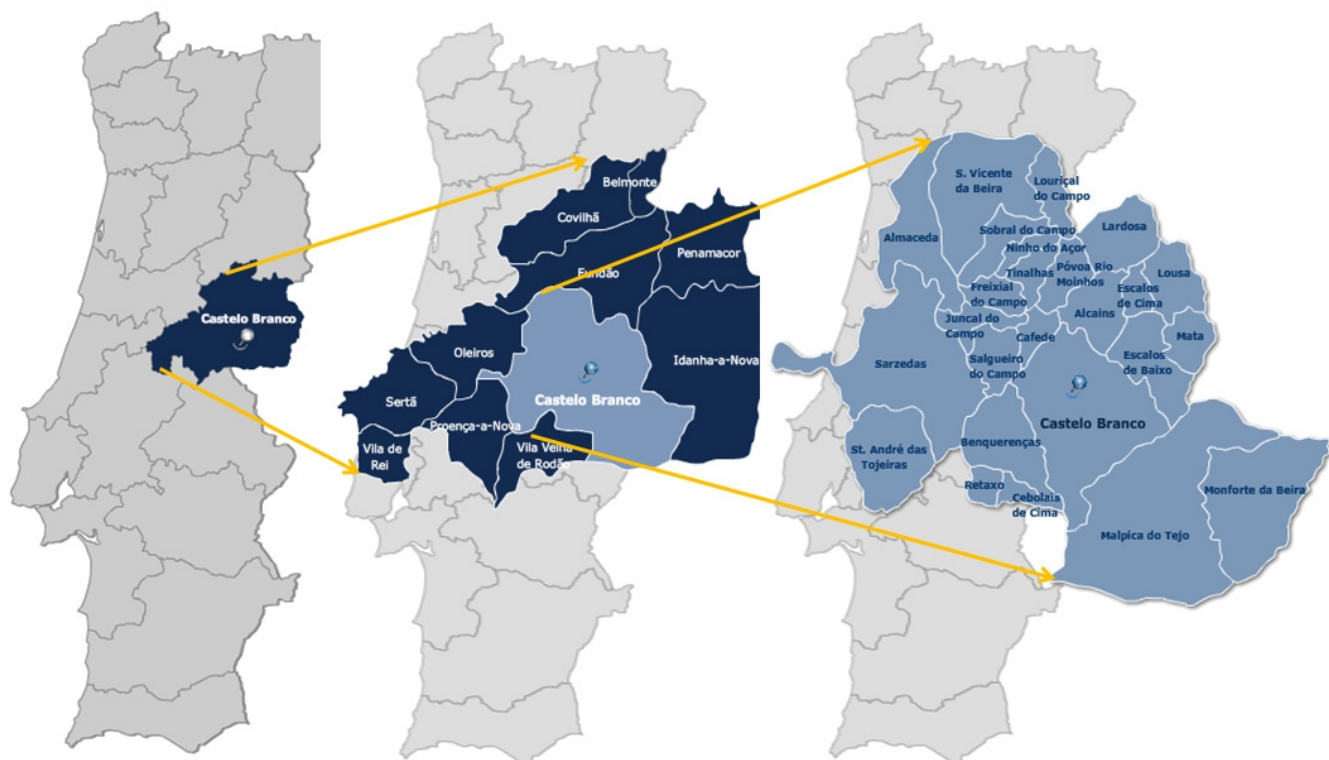 Castelo Branco
Belmonte
Covilhã
Penamacor
Fundão
Oleiros
Idanha-a-Nova
Castelo Branco
Sertã
Proença-a-Nova
Vila de
Rei
Vila Velha
de Rodão
S. Vicente
da Beira
Louriçal
do Campo
Almaceda
Sobral do Campo
Lardosa
Ninho do Açor
Tinalhas
Póvoa Rio
Moinhos
Lousa
Freixial
do Campo
Escalos
de Cima
Juncal do
Campo
Alcains
Cafede
Mata
Sarzedas
Salgueiro
do Campo
Escalos
de Baixo
Castelo Branco
St. André das
Tojeiras
Benquerenças
Retaxo
Cebolais
de Cima
Monforte da Beira
Malpica do Tejo